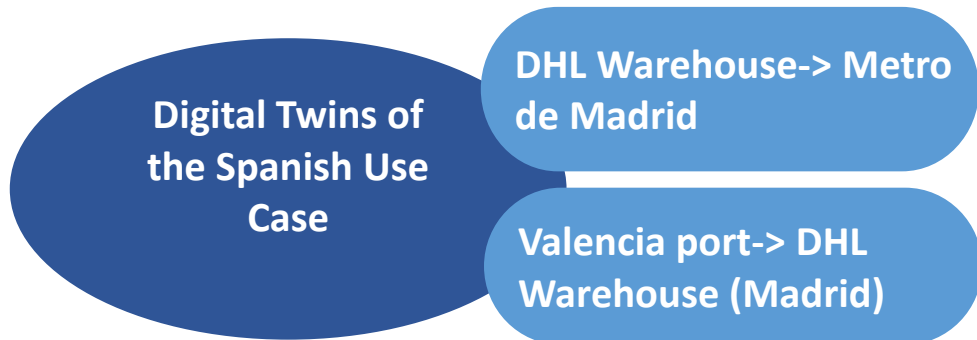 Digital Twins of
the Spanish Use
Case
DHL Warehouse-> Metro
de Madrid
Valencia port-> DHL
Warehouse (Madrid)